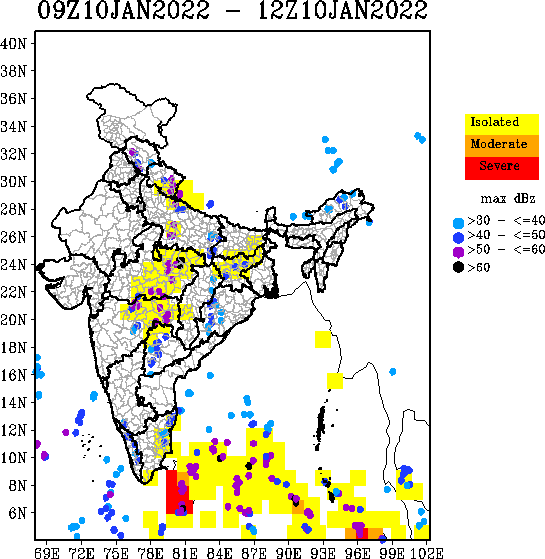 09Z10JAN2022 - 12Z10JAN2022
40N
38N
36N
34N
32N
30N
28N
26N
24N
22N
20N
18N
16N
14N
12N
10N
8N
6N
69E 72E 75E 78E 81E 84E 87E 90E 93E 96E 99E 102E
Isolated
Moderate
Severe
max dBz
>30 - <=40
>40 - <=50
>50 - <=60
>60